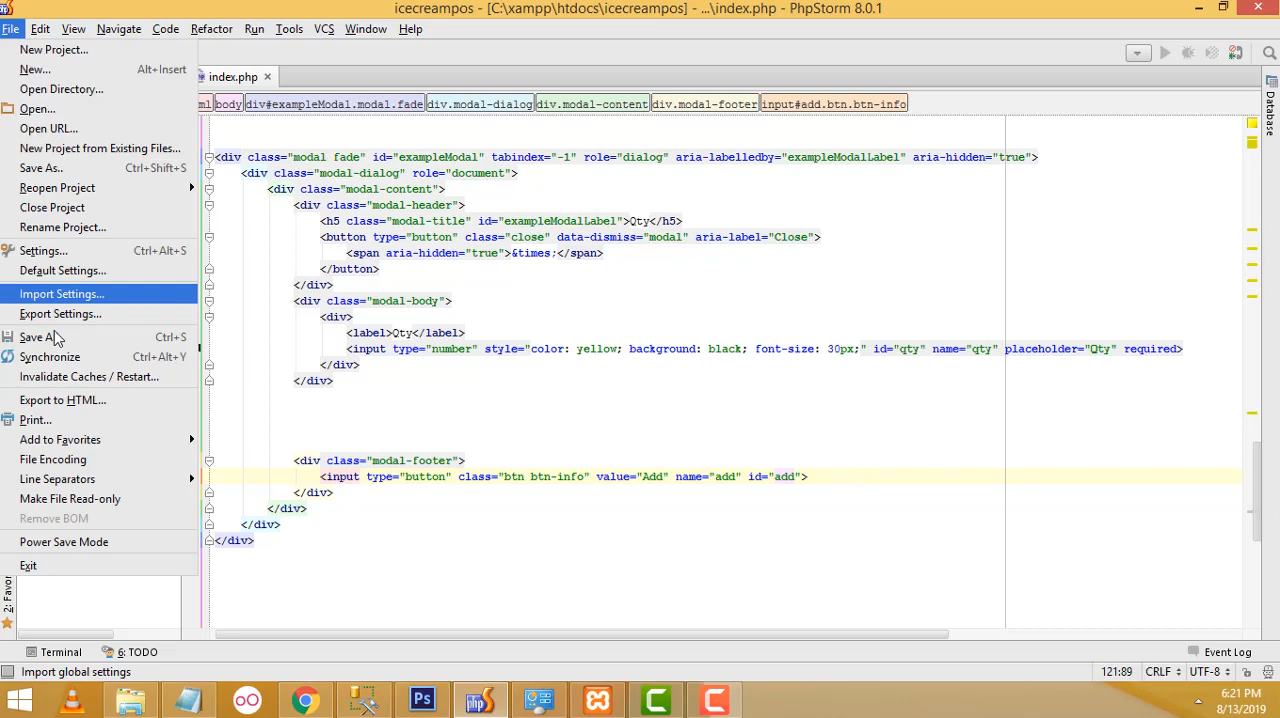 icecreampos - [C:\xampp\htdocs\icecreampos] - ...\index.php - PhpStorm 8.0.1
File Edit View Navigate Code Refactor Run Tools VCS Window Help
New Project...
New... Alt+Insert
Open Directory...
Open...
Open URL...
New Project from Existing Files...
Save As.. Ctrl+Shift+S
Reopen Project
Close Project
Rename Project...
Settings... Ctrl+Alt+S
Default Settings...
Import Settings...
Export Settings...
Save A Ctrl+S
Synchronize Ctrl+Alt+Y
Invalidate Caches / Restart...
Export to HTML...
Print...
Add to Favorites
File Encoding
Line Separators
Make File Read-only
Remove BOM
Power Save Mode
Exit
index.php
ml body div#exampleModal.modal.fade div.modal-dialog div.modal-content div.modal-footer input#add.btn.btn-info
<div class="modal fade" id="exampleModal" tabindex="-1" role="dialog" aria-labelledby="exampleModalLabel" aria-hidden="true">
<div class="modal-dialog" role="document">
<div class="modal-content">
<div class="modal-header">
<h5 class="modal-title" id="exampleModalLabel">Qty</h5>
<button type="button" class="close" data-dismiss="modal" aria-label="Close">
<span aria-hidden="true">&times;</span>
</button>
</div>
<div class="modal-body">
<div>
<label>Qty</label>
<input type="number" style="color: yellow; background: black; font-size: 30px;" id="qty" name="qty" placeholder="Qty" required>
</div>
</div>
<div class="modal-footer">
<input type="button" class="btn btn-info" value="Add" name="add" id="add">
</div>
</div>
</div>
</div>
Database
2: Favor
Terminal 6: TODO Event Log
Import global settings 121:89 CRLF UTF-8
Ps php
6:21 PM
8/13/2019